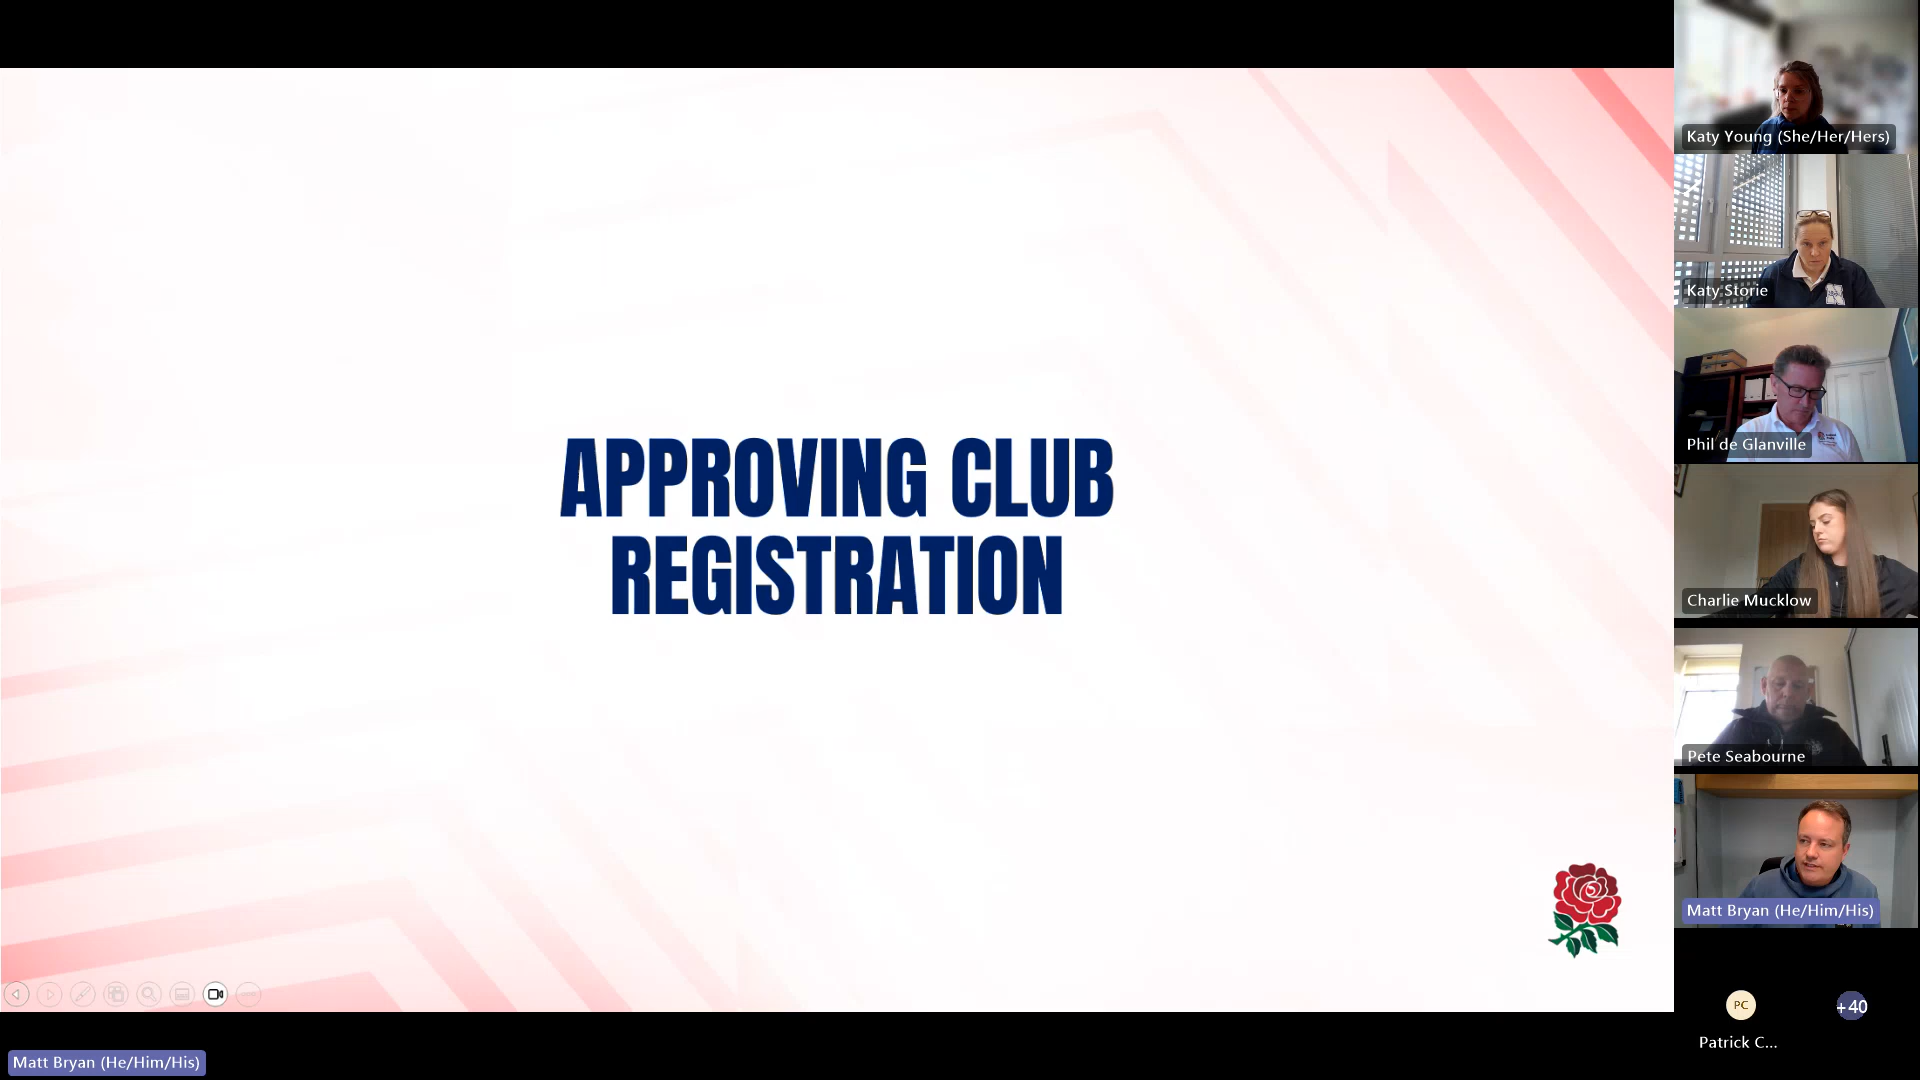 APPROVING CLUB
REGISTRATION
Katy Young (She/Her/Hers)
Katy Storie
Phil de Glanville
Charlie Mucklow
Pete Seabourne
Matt Bryan (He/Him/His)
PC
+40
Patrick C...
Matt Bryan (He/Him/His)